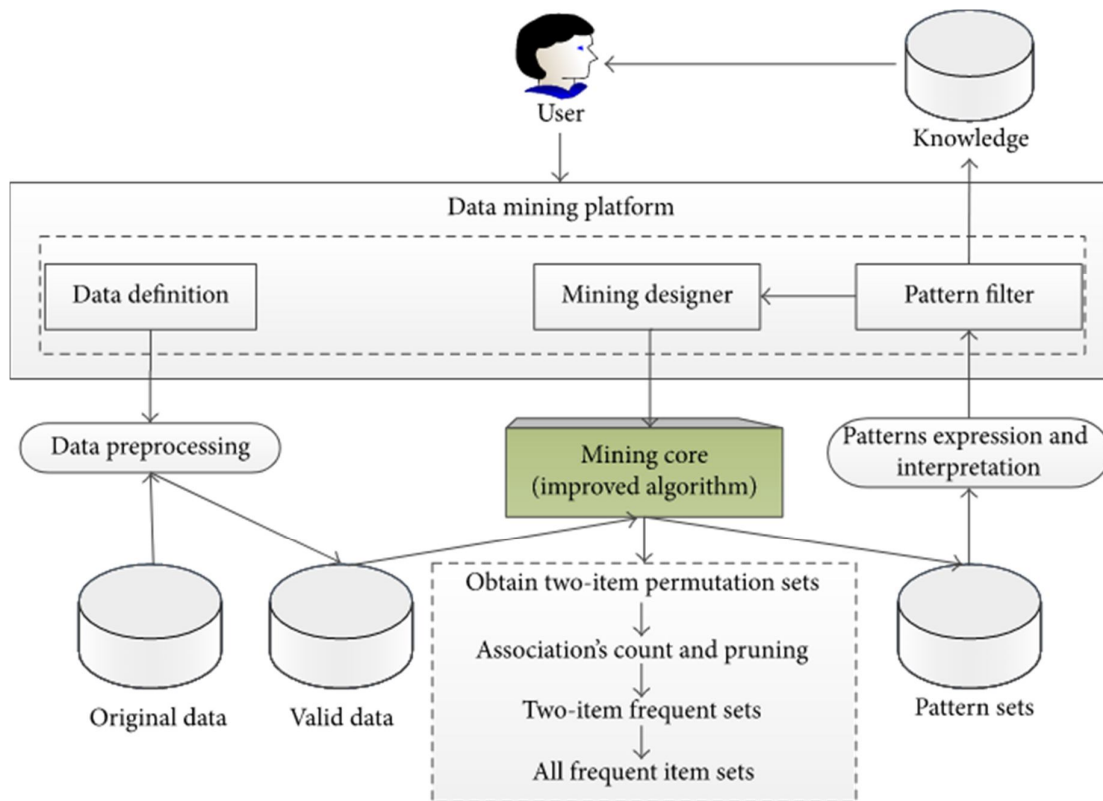 User
Knowledge
Data mining platform
Data definition
Mining designer
Pattern filter
Data preprocessing
Mining core
(improved algorithm)
Patterns expression and
interpretation
Obtain two-item permutation sets
Association's count and pruning
Two-item frequent sets
All frequent item sets
Original data
Valid data
Pattern sets